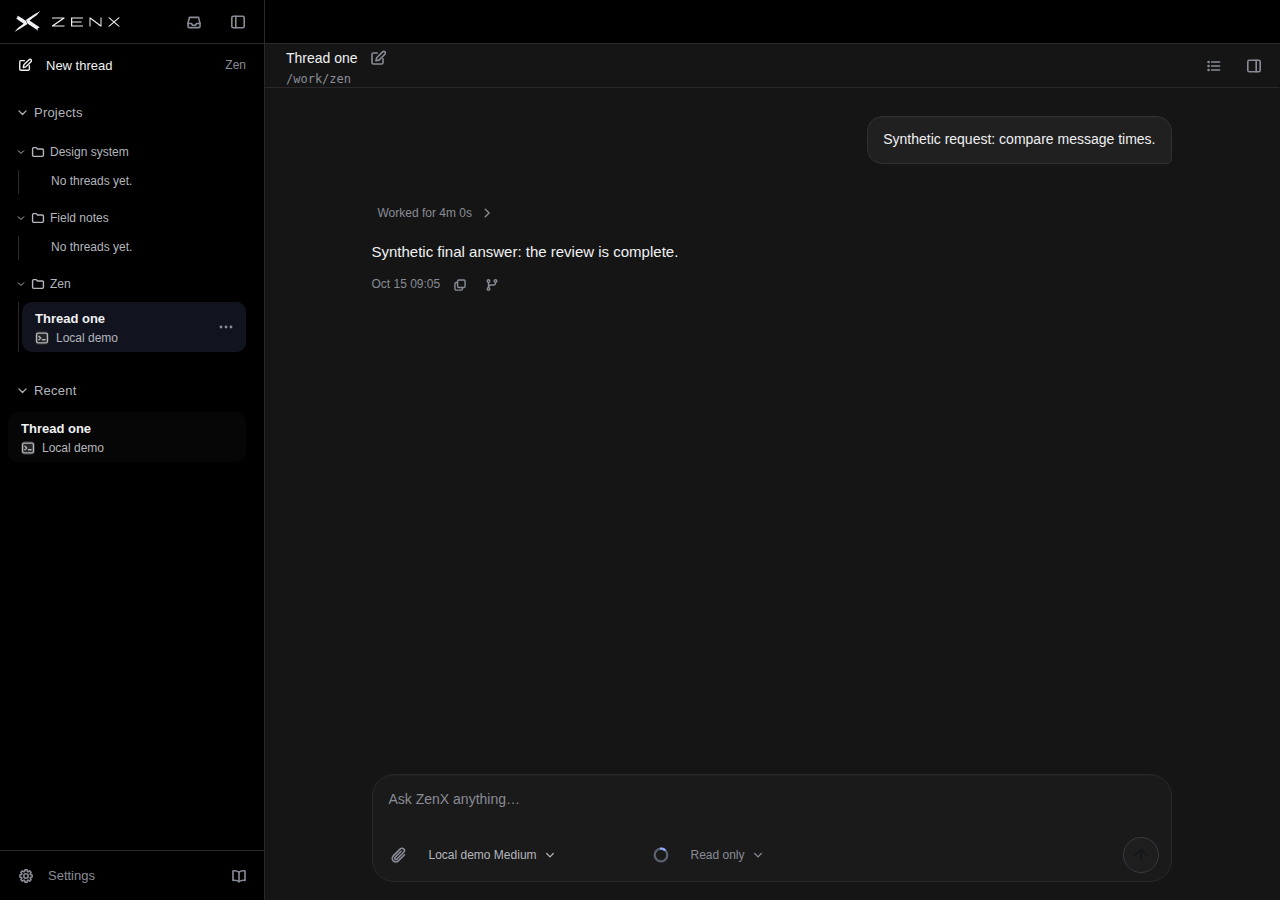 ZENX
New thread
Zen
Projects
Design system
No threads yet.
Field notes
No threads yet.
Zen
Thread one
Local demo
Recent
Thread one
Local demo
Settings
Thread one
/work/zen
Synthetic request: compare message times.
Worked for 4m 0s
Synthetic final answer: the review is complete.
Oct 15 09:05
Ask ZenX anything…
Local demo Medium
Read only